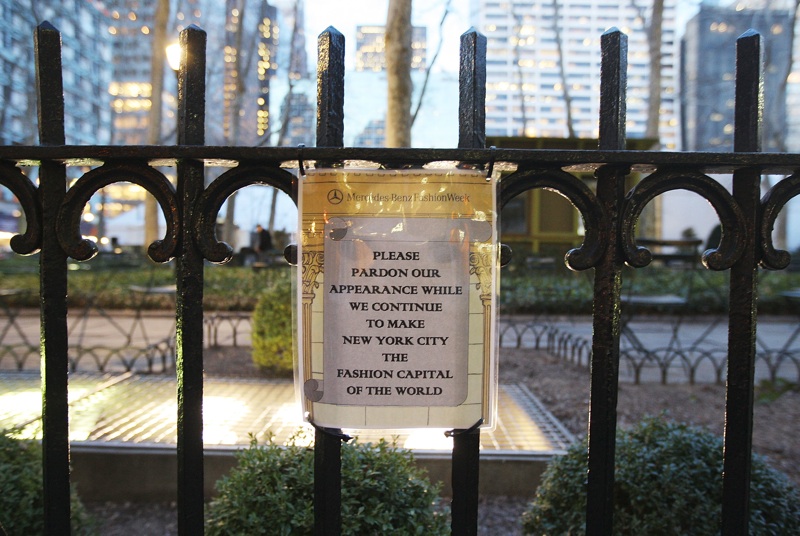 Mercedes-Benz FashionWeek
PLEASE
PARDON OUR
APPEARANCE WHILE
WE CONTINUE
TO MAKE
NEW YORK CITY
THE
FASHION CAPITAL
OF THE WORLD